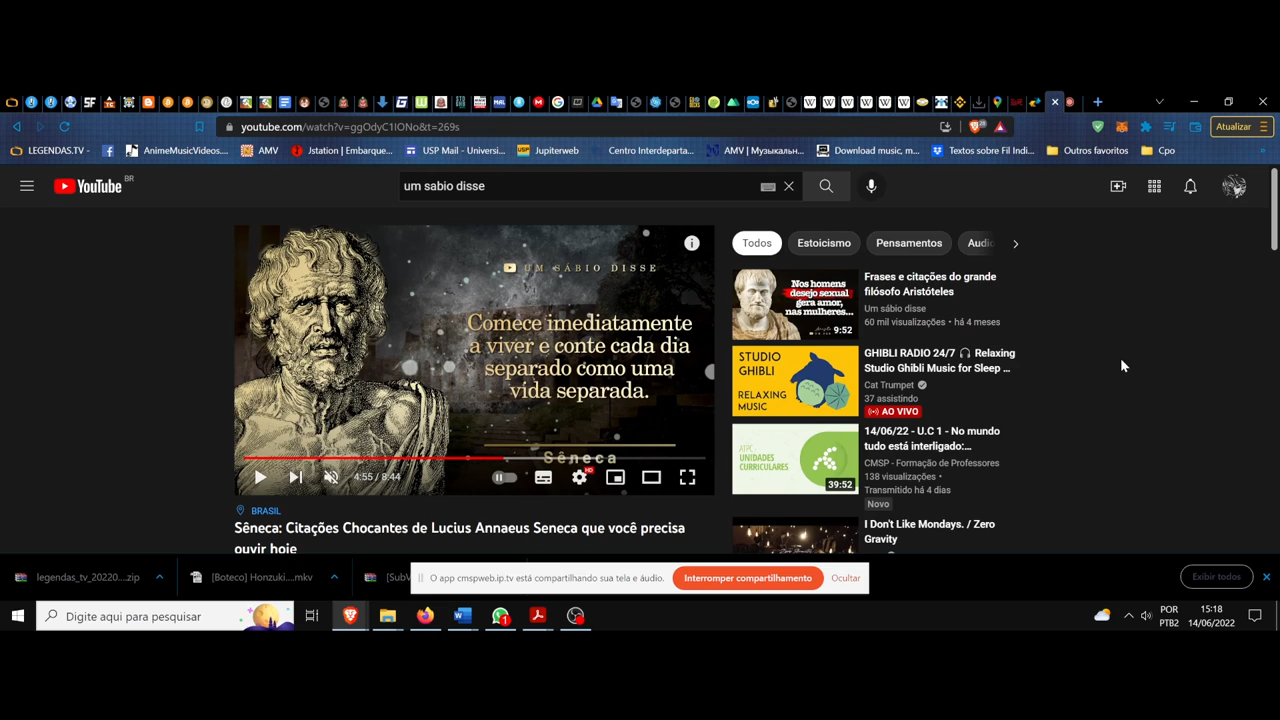 youtube.com/watch?v=ggOdyC1IONo&t=269s
Atualizar
LEGENDAS.TV -
AnimeMusicVideos...
AMV
Jstation | Embarque...
USP Mail - Universi...
Jupiterweb
Centro Interdeparta...
AMV | Музыкальн...
Download music, m...
Textos sobre Fil Indi...
Outros favoritos
Cpo
YouTube BR
um sabio disse
UM SÁBIO DISSE
Comece imediatamente
a viver e conte cada dia
separado como uma
vida separada.
Sêneca
4:55 / 8:44
HD
BRASIL
Sêneca: Citações Chocantes de Lucius Annaeus Seneca que você precisa
ouvir hoje
Todos
Estoicismo
Pensamentos
Audio
Nos homens
desejo sexual
gera amor,
nas mulheres...
9:52
Frases e citações do grande
filósofo Aristóteles
Um sábio disse
60 mil visualizações • há 4 meses
STUDIO
GHIBLI
RELAXING
MUSIC
GHIBLI RADIO 24/7 🎧 Relaxing
Studio Ghibli Music for Sleep ...
Cat Trumpet
37 assistindo
AO VIVO
ATPC
UNIDADES
CURRICULARES
39:52
14/06/22 - U.C 1 - No mundo
tudo está interligado:...
CMSP - Formação de Professores
138 visualizações •
Transmitido há 4 dias
Novo
I Don't Like Mondays. / Zero
Gravity
legendas_tv_20220....zip
[Boteco] Honzuki....mkv
[SubV
O app cmspweb.ip.tv está compartilhando sua tela e áudio.
Interromper compartilhamento
Ocultar
Exibir todos
Digite aqui para pesquisar
1
POR
PTB2
15:18
14/06/2022